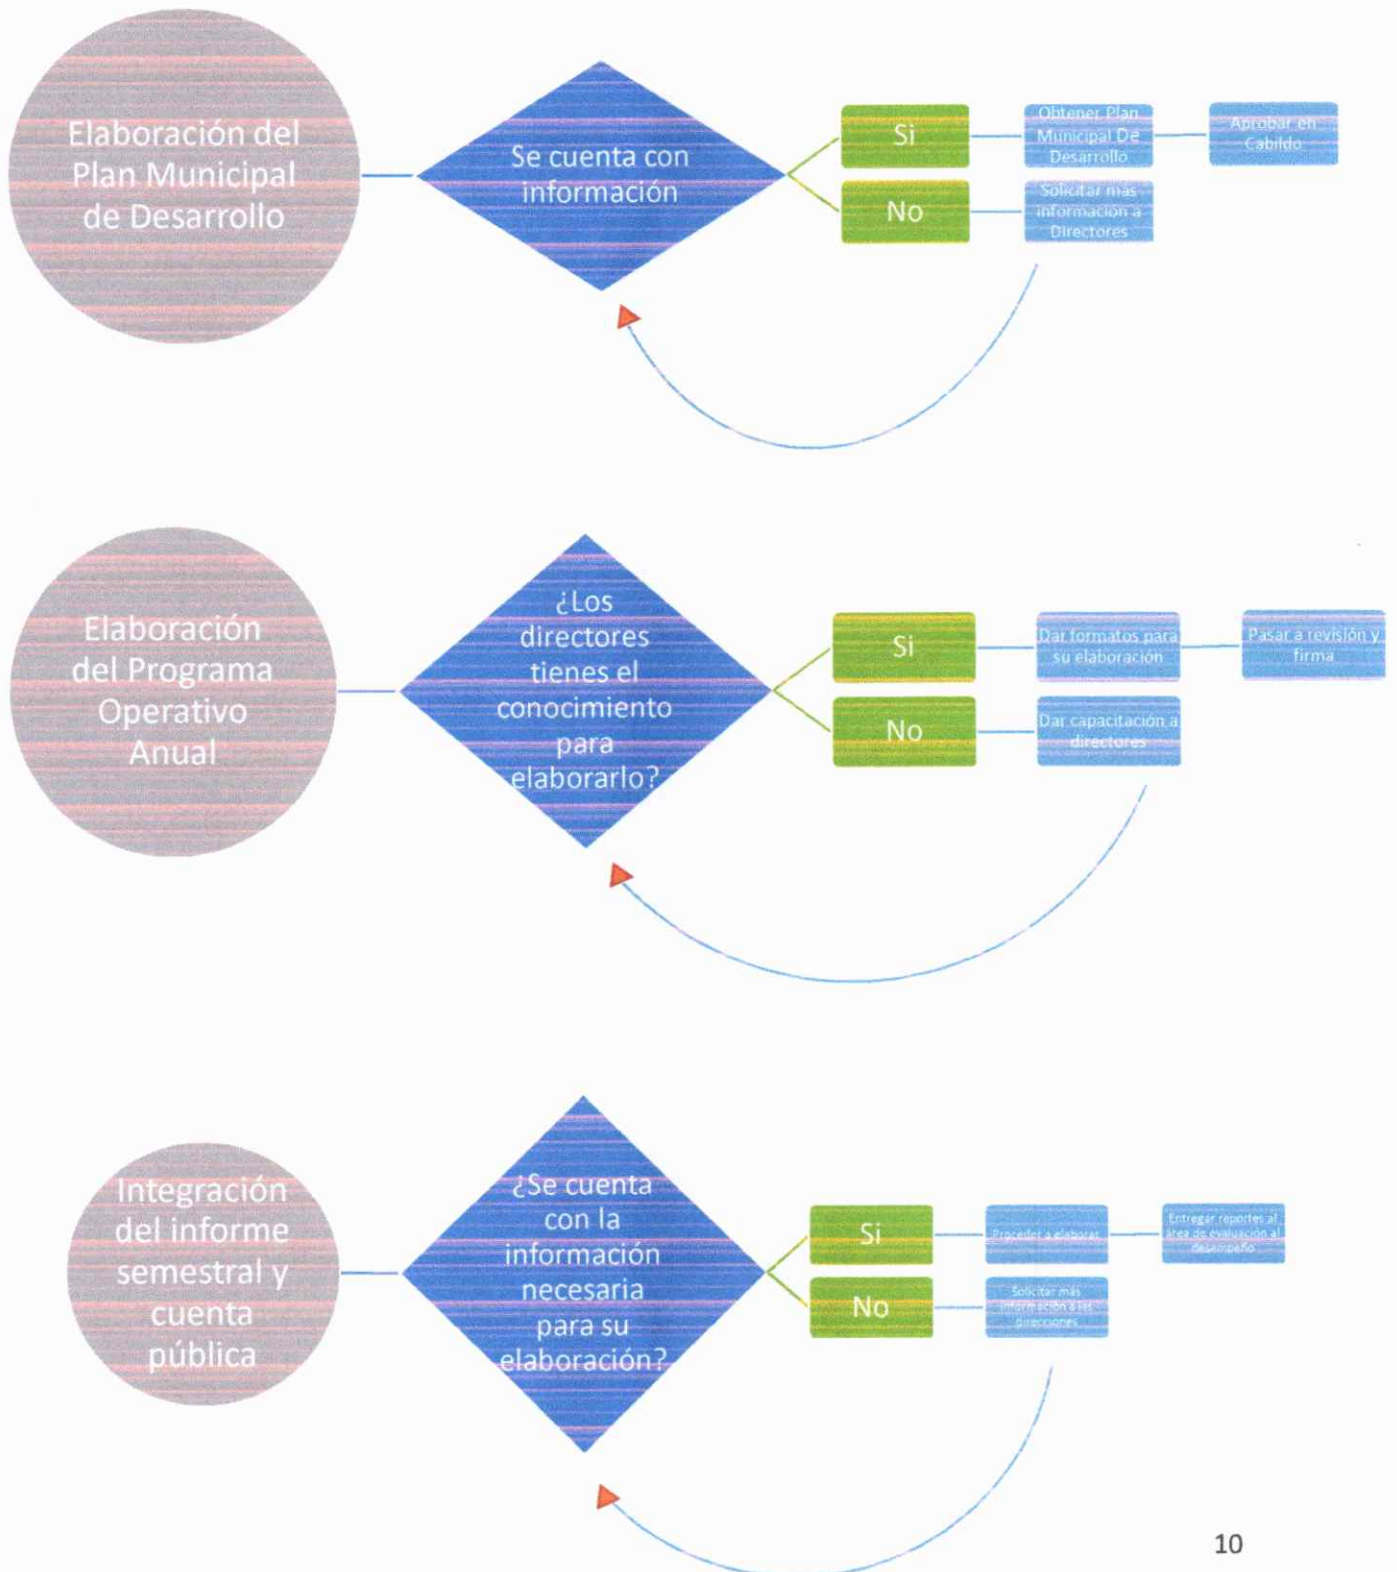 Elaboración del
Plan Municipal
de Desarrollo
Se cuenta con
información
Si
Obtener Plan
Municipal De
Desarrollo
Aprobar en
Cabildo
No
Solicitar más
información a
Directores
Elaboración
del Programa
Operativo
Anual
¿Los
directores
tienes el
conocimiento
para
elaborarlo?
Si
Dar formatos para
su elaboración
Pasar a revisión y
firma
No
Dar capacitación a
directores
Integración
del informe
semestral y
cuenta
pública
¿Se cuenta
con la
información
necesaria
para su
elaboración?
Si
Proceder a elaborar
Entregar reportes al
área de evaluación al
desempeño
No
Solicitar más
información a las
direcciones
10